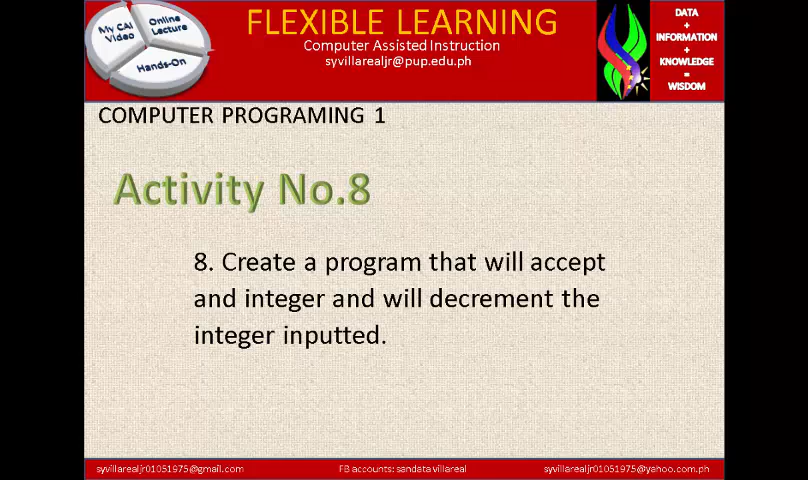 My CAI
Video
Online
Lecture
Hands-On
FLEXIBLE LEARNING
Computer Assisted Instruction
syvillarealjr@pup.edu.ph
DATA
+
INFORMATION
+
KNOWLEDGE
=
WISDOM
COMPUTER PROGRAMING 1
Activity No.8
8. Create a program that will accept
and integer and will decrement the
integer inputted.
syvillarealjr01051975@gmail.com
FB accounts: sandata villareal
syvillarealjr01051975@yahoo.com.ph